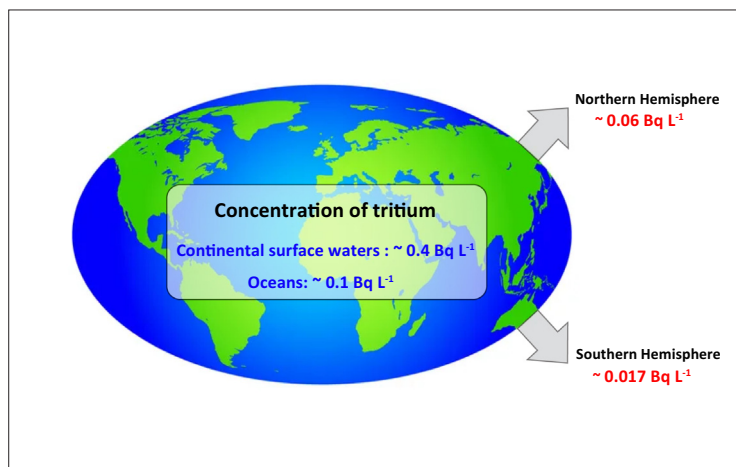 Northern Hemisphere
~ 0.06 Bq L⁻¹
Concentration of tritium
Continental surface waters : ~ 0.4 Bq L⁻¹
Oceans: ~ 0.1 Bq L⁻¹
Southern Hemisphere
~ 0.017 Bq L⁻¹